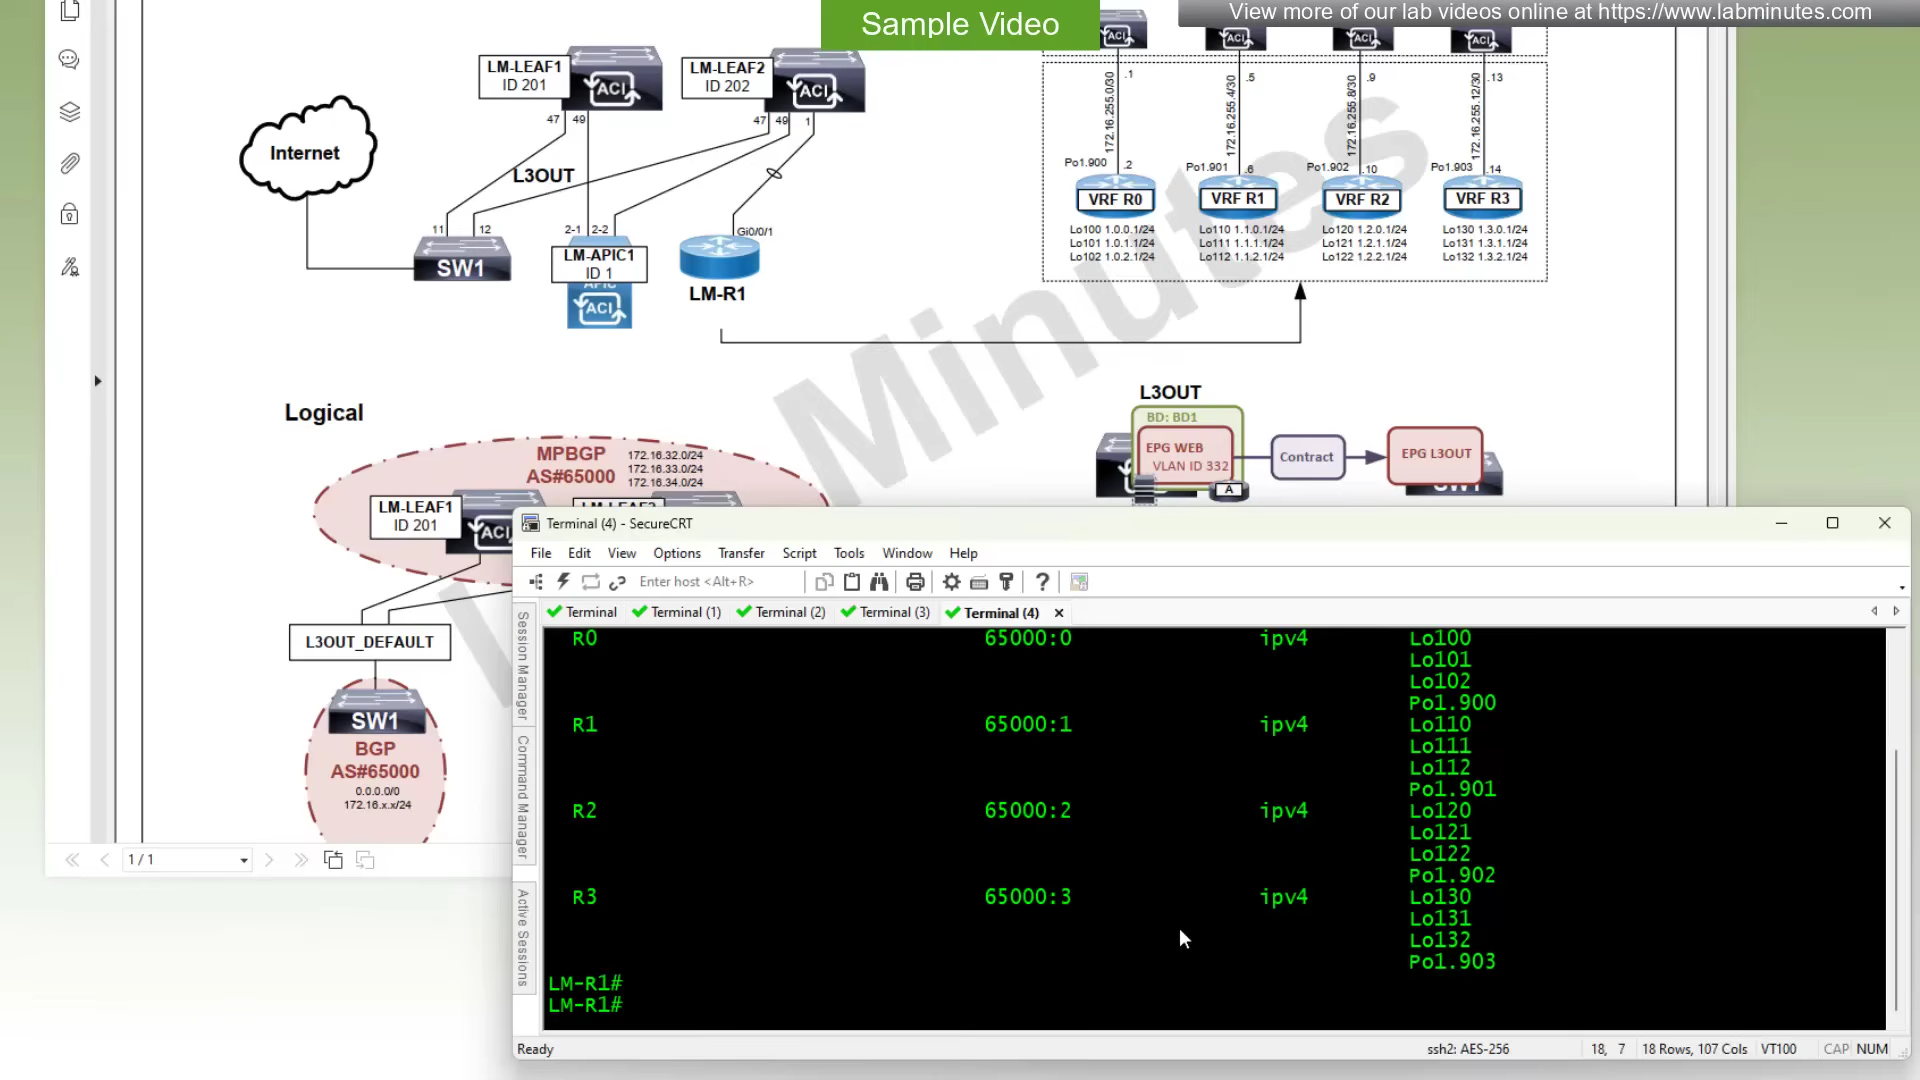 Sample Video
View more of our lab videos online at https://www.labminutes.com
LM-LEAF1
ID 201
ACI
LM-LEAF2
ID 202
ACI
ACI
ACI
ACI
ACI
47 49
47 49 1
Internet
L3OUT
11 12
2-1 2-2
Gi0/0/1
SW1
LM-APIC1
ID 1
ACI
LM-R1
172.16.255.0/30
172.16.255.4/30
172.16.255.8/30
172.16.255.12/30
.1 .5 .9 .13
Po1.900 .2
Po1.901 .6
Po1.902 .10
Po1.903 .14
VRF R0
VRF R1
VRF R2
VRF R3
Lo100 1.0.0.1/24
Lo101 1.0.1.1/24
Lo102 1.0.2.1/24
Lo110 1.1.0.1/24
Lo111 1.1.1.1/24
Lo112 1.1.2.1/24
Lo120 1.2.0.1/24
Lo121 1.2.1.1/24
Lo122 1.2.2.1/24
Lo130 1.3.0.1/24
Lo131 1.3.1.1/24
Lo132 1.3.2.1/24
Minutes
Logical
MPBGP
AS#65000
172.16.32.0/24
172.16.33.0/24
172.16.34.0/24
LM-LEAF1
ID 201
ACI
L3OUT_DEFAULT
SW1
BGP
AS#65000
0.0.0.0/0
172.16.x.x/24
L3OUT
BD: BD1
EPG WEB
VLAN ID 332
A
Contract
EPG L3OUT
1 / 1
Terminal (4) - SecureCRT
File Edit View Options Transfer Script Tools Window Help
Enter host <Alt+R>
Terminal Terminal (1) Terminal (2) Terminal (3) Terminal (4)
Session Manager
Command Manager
Active Sessions
R0 65000:0 ipv4 Lo100
Lo101
Lo102
Po1.900
R1 65000:1 ipv4 Lo110
Lo111
Lo112
Po1.901
R2 65000:2 ipv4 Lo120
Lo121
Lo122
Po1.902
R3 65000:3 ipv4 Lo130
Lo131
Lo132
Po1.903
LM-R1#
LM-R1#
Ready
ssh2: AES-256 18, 7 18 Rows, 107 Cols VT100 CAP NUM